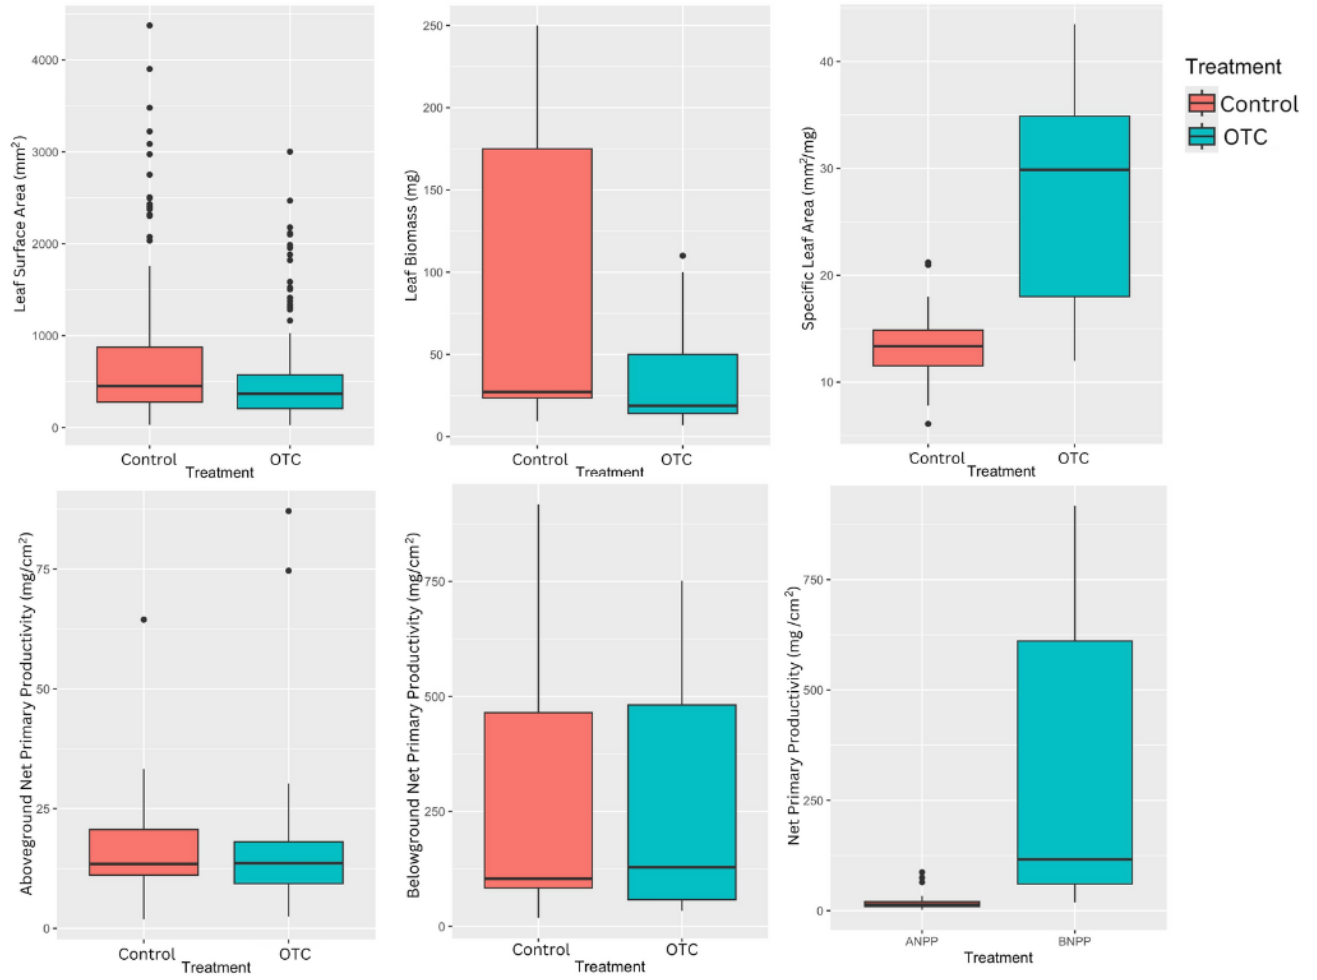 Leaf Surface Area (mm²)
4000
3000
2000
1000
0
Control OTC
Treatment
Leaf Biomass (mg)
250
200
150
100
50
0
Control OTC
Treatment
Specific Leaf Area (mm²/mg)
40
30
20
10
Control OTC
Treatment
Treatment
Control
OTC
Aboveground Net Primary Productivity (mg/cm²)
75
50
25
0
Control OTC
Treatment
Belowground Net Primary Productivity (mg/cm²)
750
500
250
0
Control OTC
Treatment
Net Primary Productivity (mg /cm²)
750
500
250
0
ANPP BNPP
Treatment